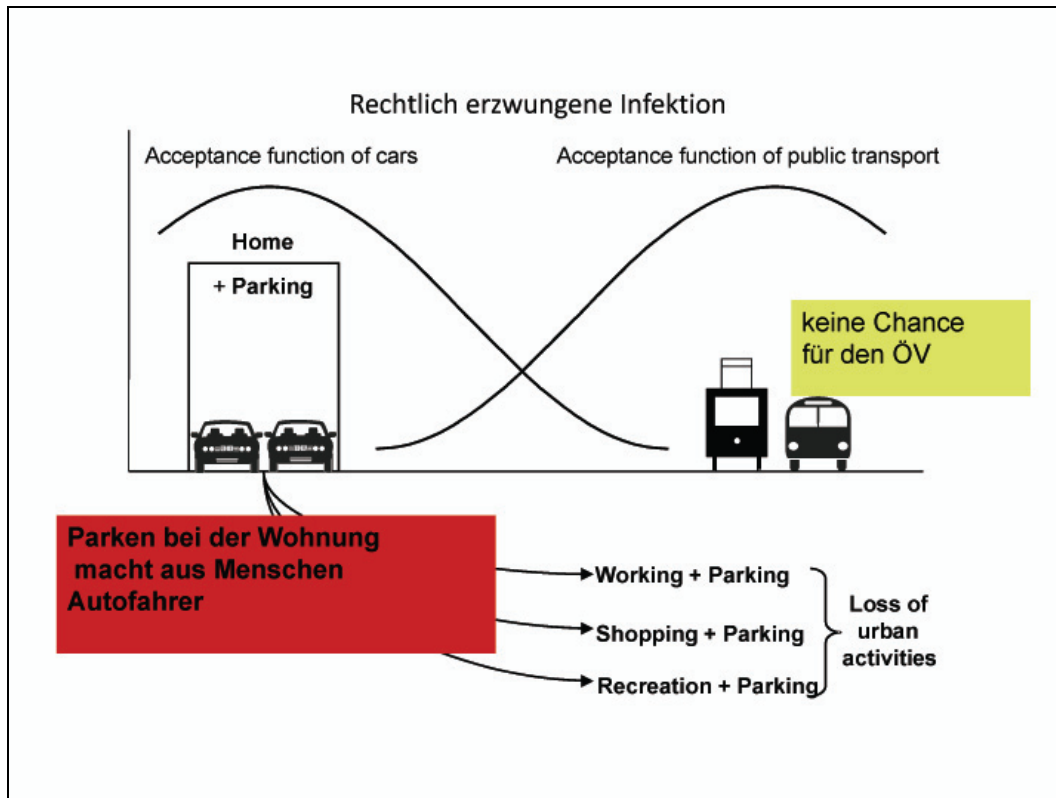 Rechtlich erzwungene Infektion
Acceptance function of cars
Acceptance function of public transport
Home
+ Parking
keine Chance
für den ÖV
Parken bei der Wohnung
macht aus Menschen
Autofahrer
Working + Parking
Shopping + Parking
Recreation + Parking
Loss of
urban
activities